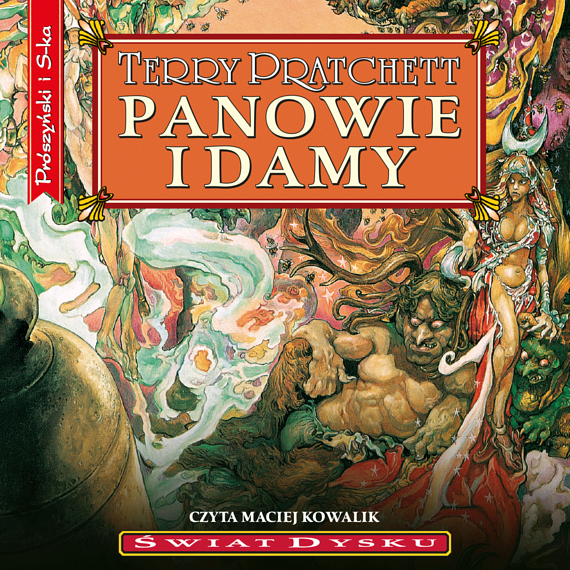 Prószyński i S-ka
TERRY PRATCHETT
PANOWIE
I DAMY
CZYTA MACIEJ KOWALIK
ŚWIAT DYSKU